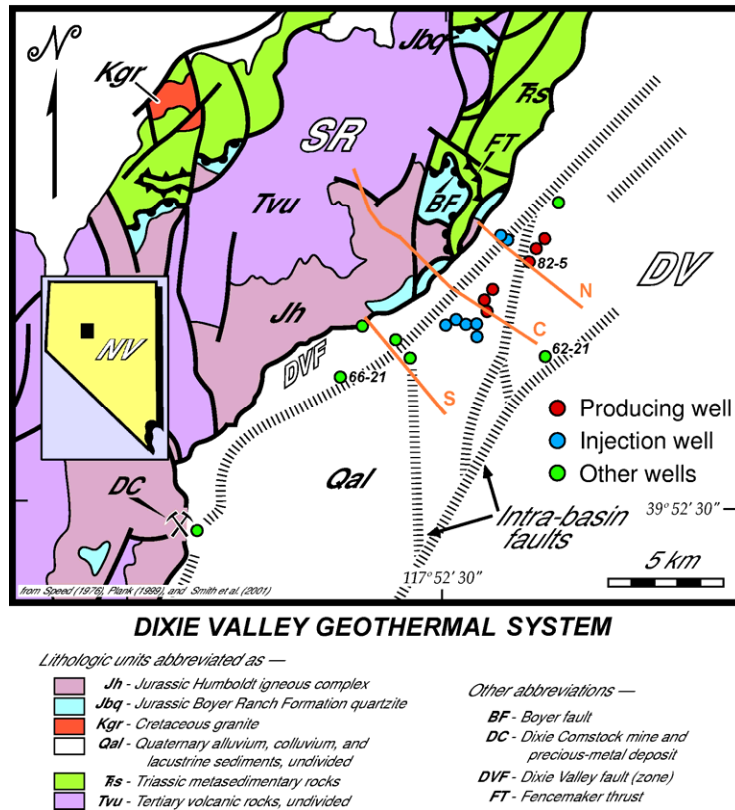 N
Kgr
Jbq
SR
T̄Rs
FT
BF
Tvu
82-5
DV
N
Jh
C
NV
DVF
62-21
66-21
S
Producing well
Injection well
Other wells
DC
Qal
Intra-basin
faults
39° 52' 30"
117° 52' 30"
5 km
from Speed (1976), Plank (1999), and Smith et al. (2001)
DIXIE VALLEY GEOTHERMAL SYSTEM
Lithologic units abbreviated as —
Jh - Jurassic Humboldt igneous complex
Jbq - Jurassic Boyer Ranch Formation quartzite
Kgr - Cretaceous granite
Qal - Quaternary alluvium, colluvium, and
lacustrine sediments, undivided
T̄Rs - Triassic metasedimentary rocks
Tvu - Tertiary volcanic rocks, undivided
Other abbreviations —
BF - Boyer fault
DC - Dixie Comstock mine and
precious-metal deposit
DVF - Dixie Valley fault (zone)
FT - Fencemaker thrust